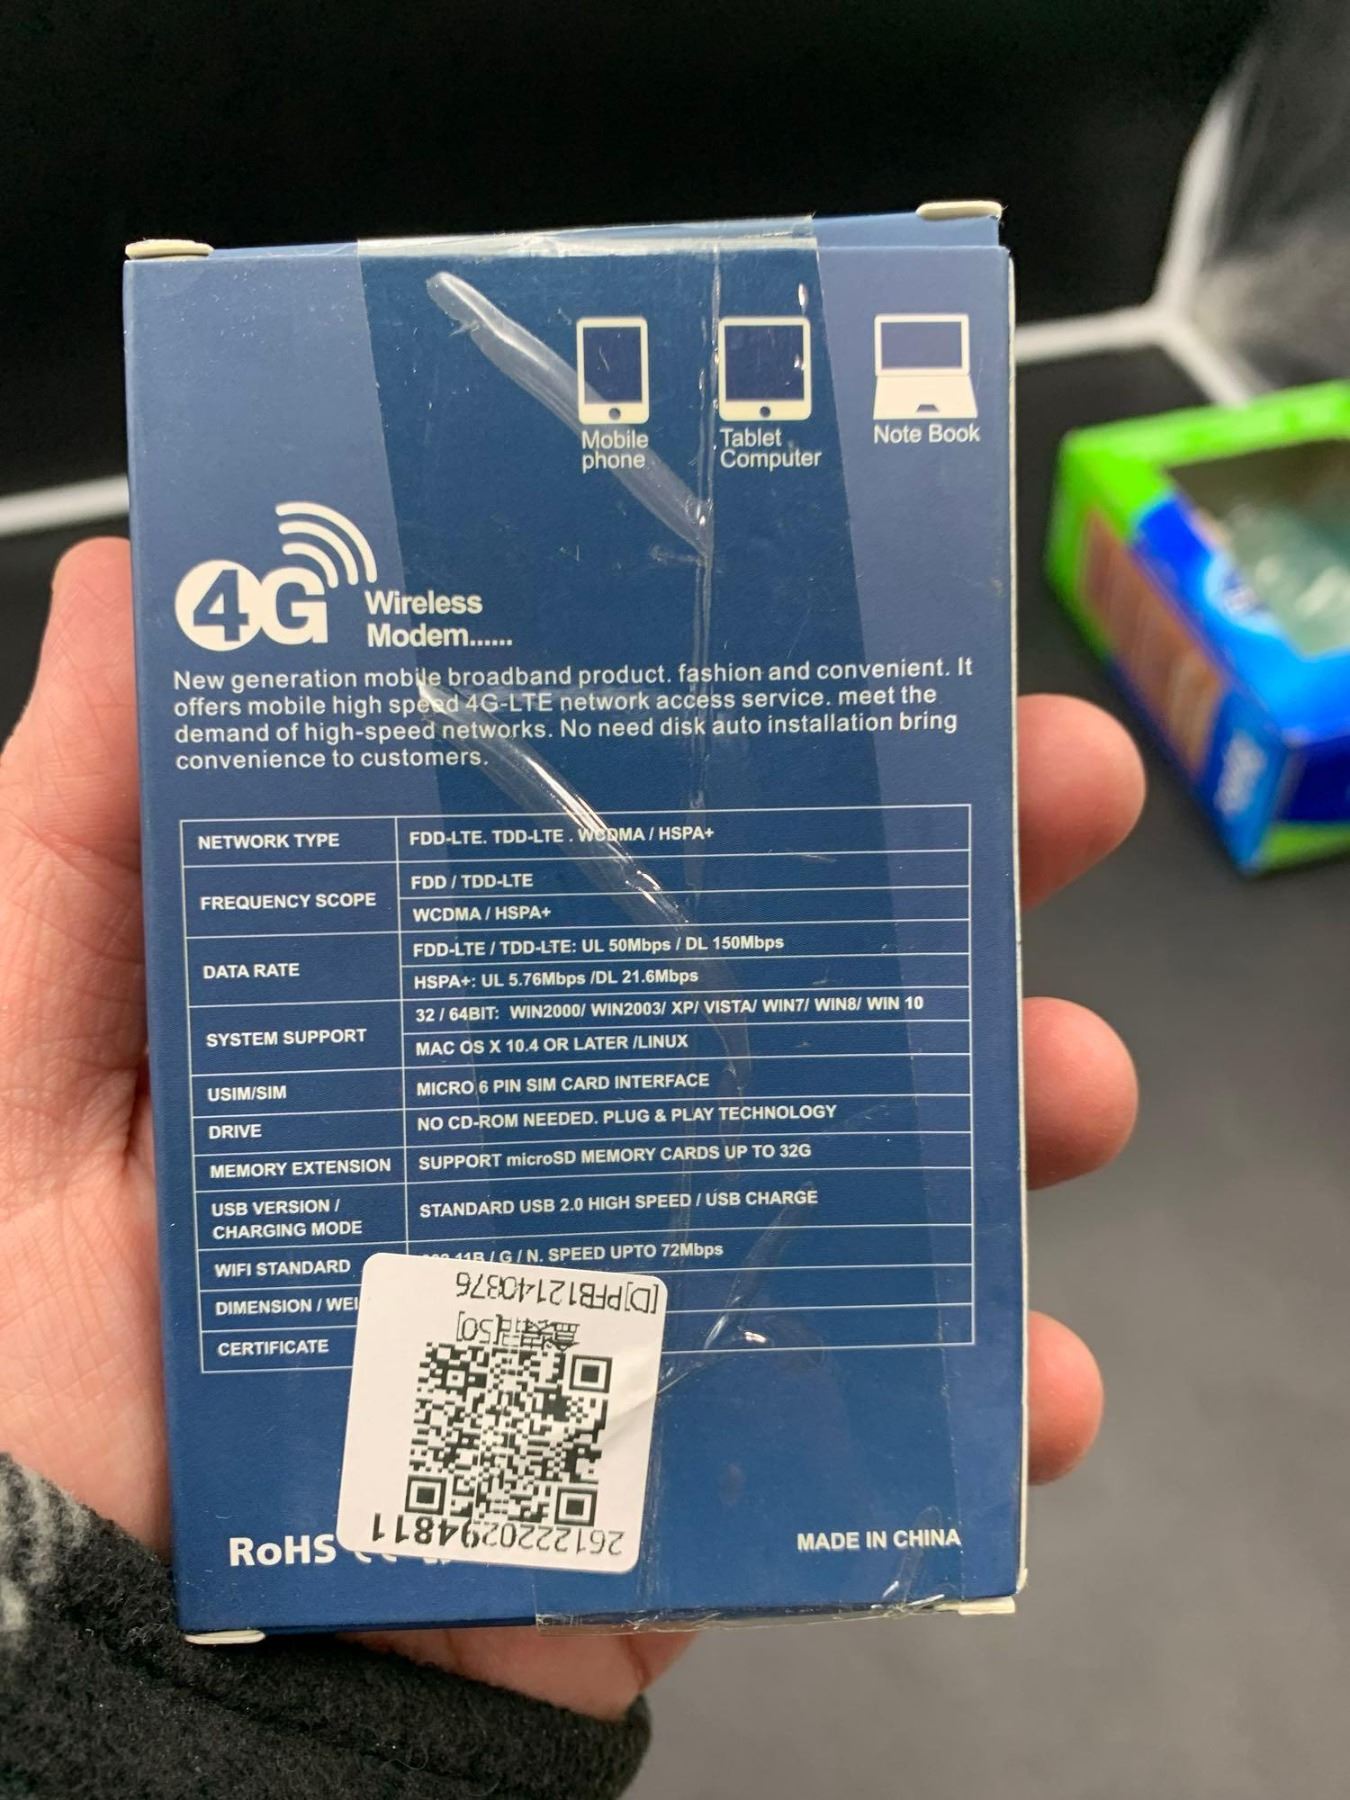 Mobile
phone
Tablet
Computer
Note Book
4G
Wireless
Modem......
New generation mobile broadband product. fashion and convenient. It
offers mobile high speed 4G-LTE network access service. meet the
demand of high-speed networks. No need disk auto installation bring
convenience to customers.
NETWORK TYPE
FDD-LTE. TDD-LTE . WCDMA / HSPA+
FREQUENCY SCOPE
FDD / TDD-LTE
WCDMA / HSPA+
DATA RATE
FDD-LTE / TDD-LTE: UL 50Mbps / DL 150Mbps
HSPA+: UL 5.76Mbps /DL 21.6Mbps
SYSTEM SUPPORT
32 / 64BIT: WIN2000/ WIN2003/ XP/ VISTA/ WIN7/ WIN8/ WIN 10
MAC OS X 10.4 OR LATER /LINUX
USIM/SIM
MICRO 6 PIN SIM CARD INTERFACE
DRIVE
NO CD-ROM NEEDED. PLUG & PLAY TECHNOLOGY
MEMORY EXTENSION
SUPPORT microSD MEMORY CARDS UP TO 32G
USB VERSION /
CHARGING MODE
STANDARD USB 2.0 HIGH SPEED / USB CHARGE
WIFI STANDARD
/ G / N. SPEED UPTO 72Mbps
DIMENSION /
CERTIFICATE
2612220294811
[D]PFB12140376
RoHS
MADE IN CHINA